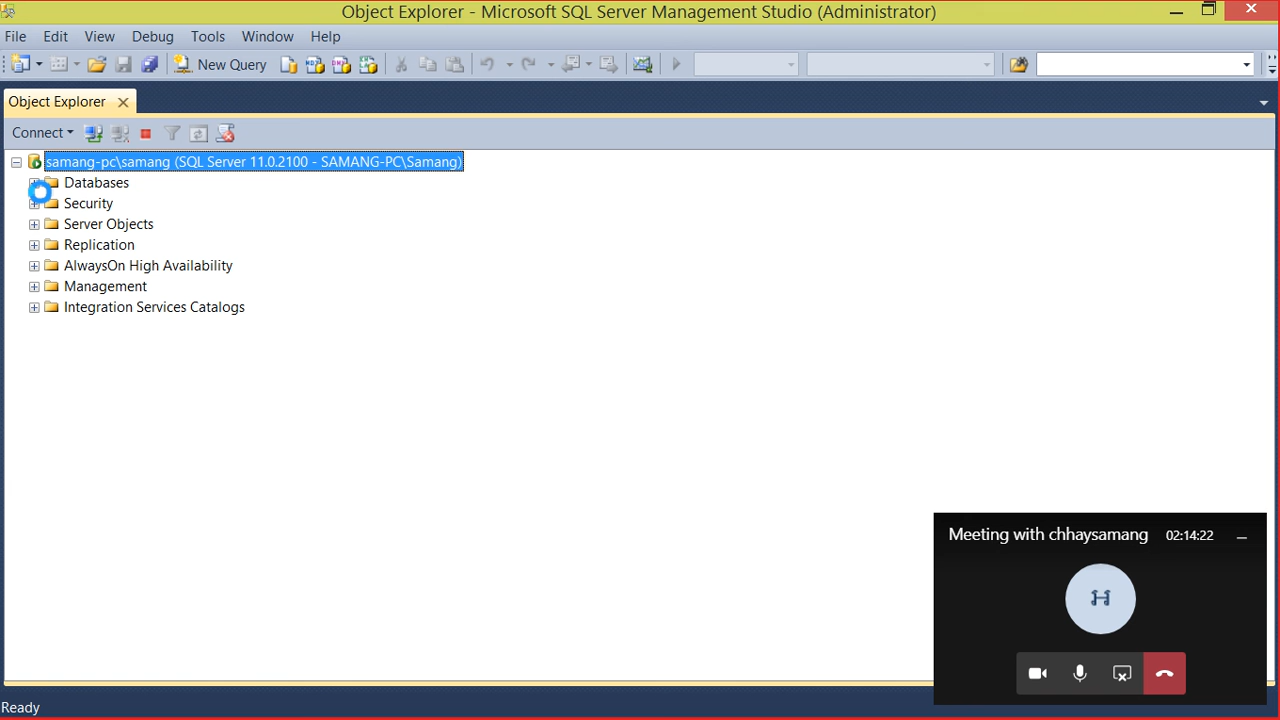 Object Explorer - Microsoft SQL Server Management Studio (Administrator)
File Edit View Debug Tools Window Help
New Query
Object Explorer
Connect
samang-pc\samang (SQL Server 11.0.2100 - SAMANG-PC\Samang)
Databases
Security
Server Objects
Replication
AlwaysOn High Availability
Management
Integration Services Catalogs
Meeting with chhaysamang 02:14:22
H
Ready